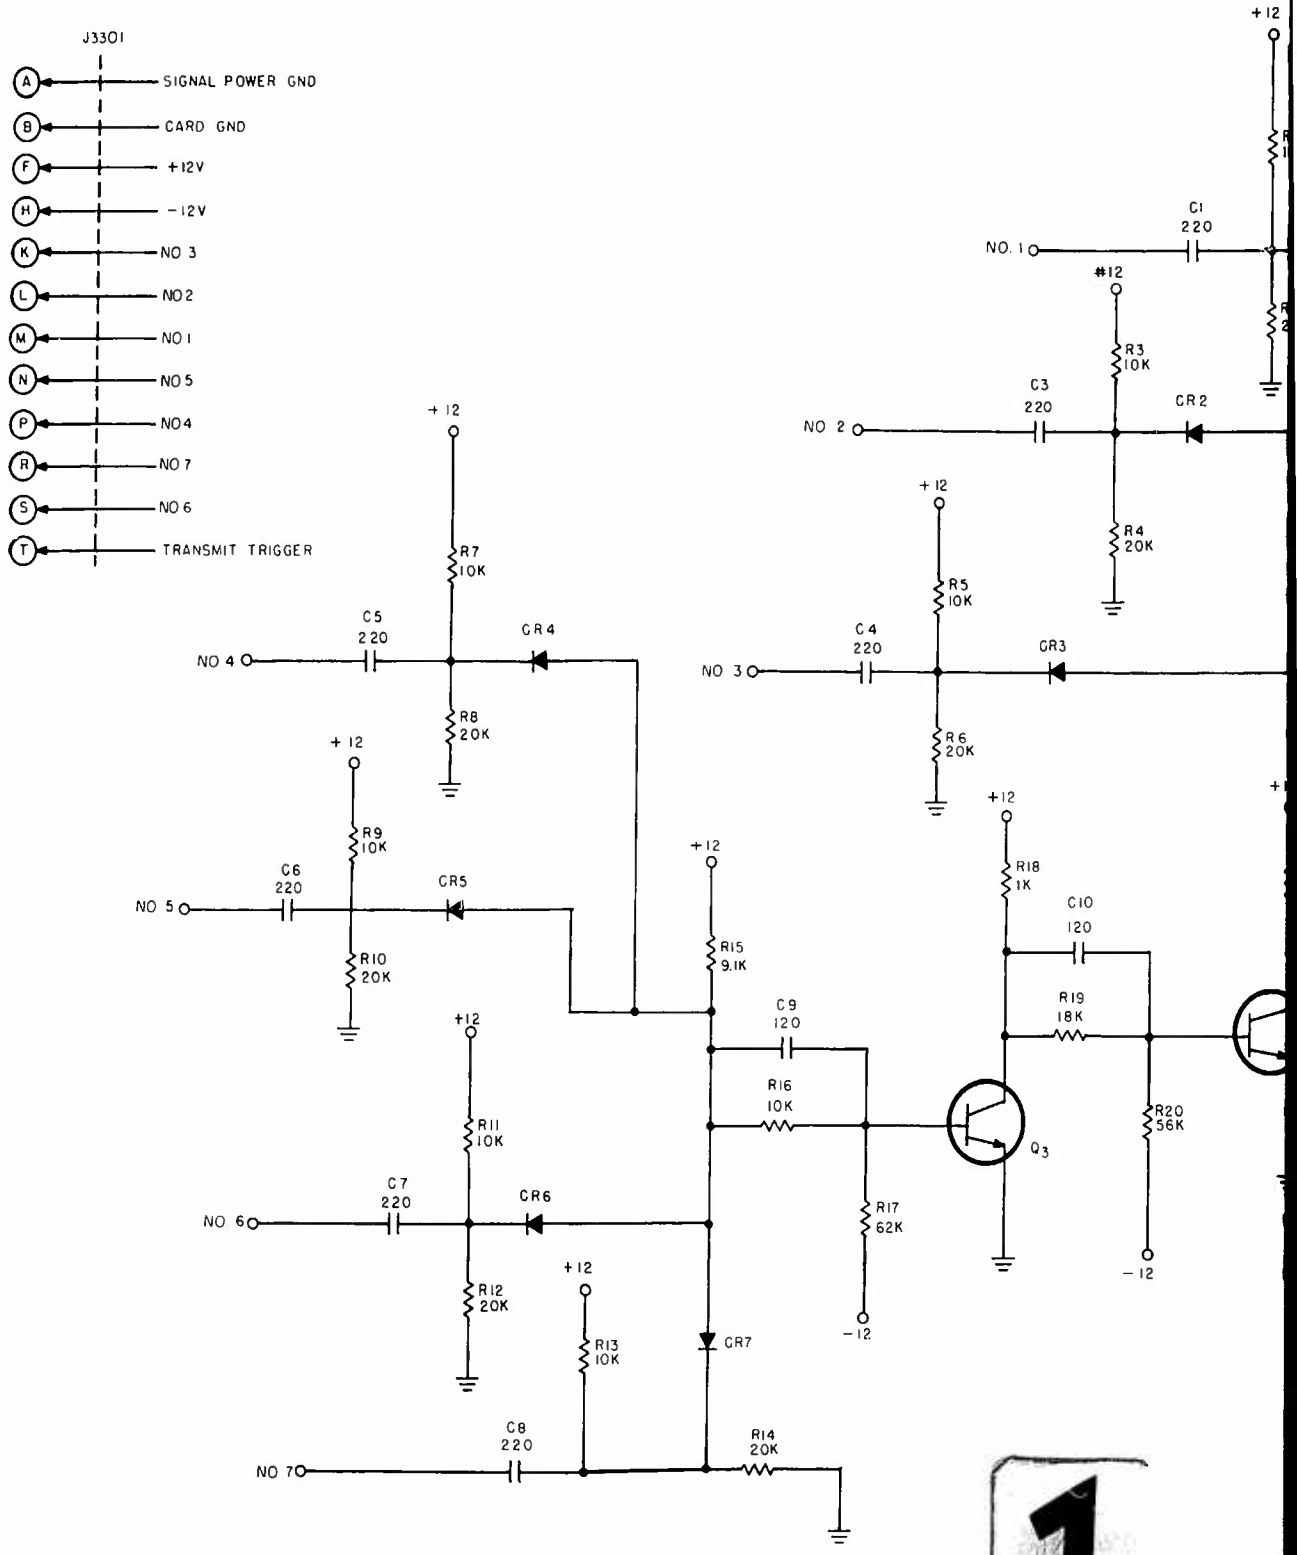 J3301
A SIGNAL POWER GND
B CARD GND
F +12V
H -12V
K NO 3
L NO 2
M NO 1
N NO 5
P NO 4
R NO 7
S NO 6
T TRANSMIT TRIGGER
+12
C1
220
NO. 1
#12
R3
10K
C3
220
CR2
NO 2
R4
20K
+12
R5
10K
C4
220
CR3
NO 3
R6
20K
+12
R7
10K
C5
220
CR4
NO 4
R8
20K
+12
R9
10K
C6
220
CR5
NO 5
R10
20K
+12
R15
9.1K
C9
120
R16
10K
R17
62K
-12
+12
R18
1K
C10
120
R19
18K
Q3
R20
56K
-12
+12
R11
10K
C7
220
CR6
NO 6
R12
20K
+12
R13
10K
CR7
C8
220
NO 7
R14
20K
1